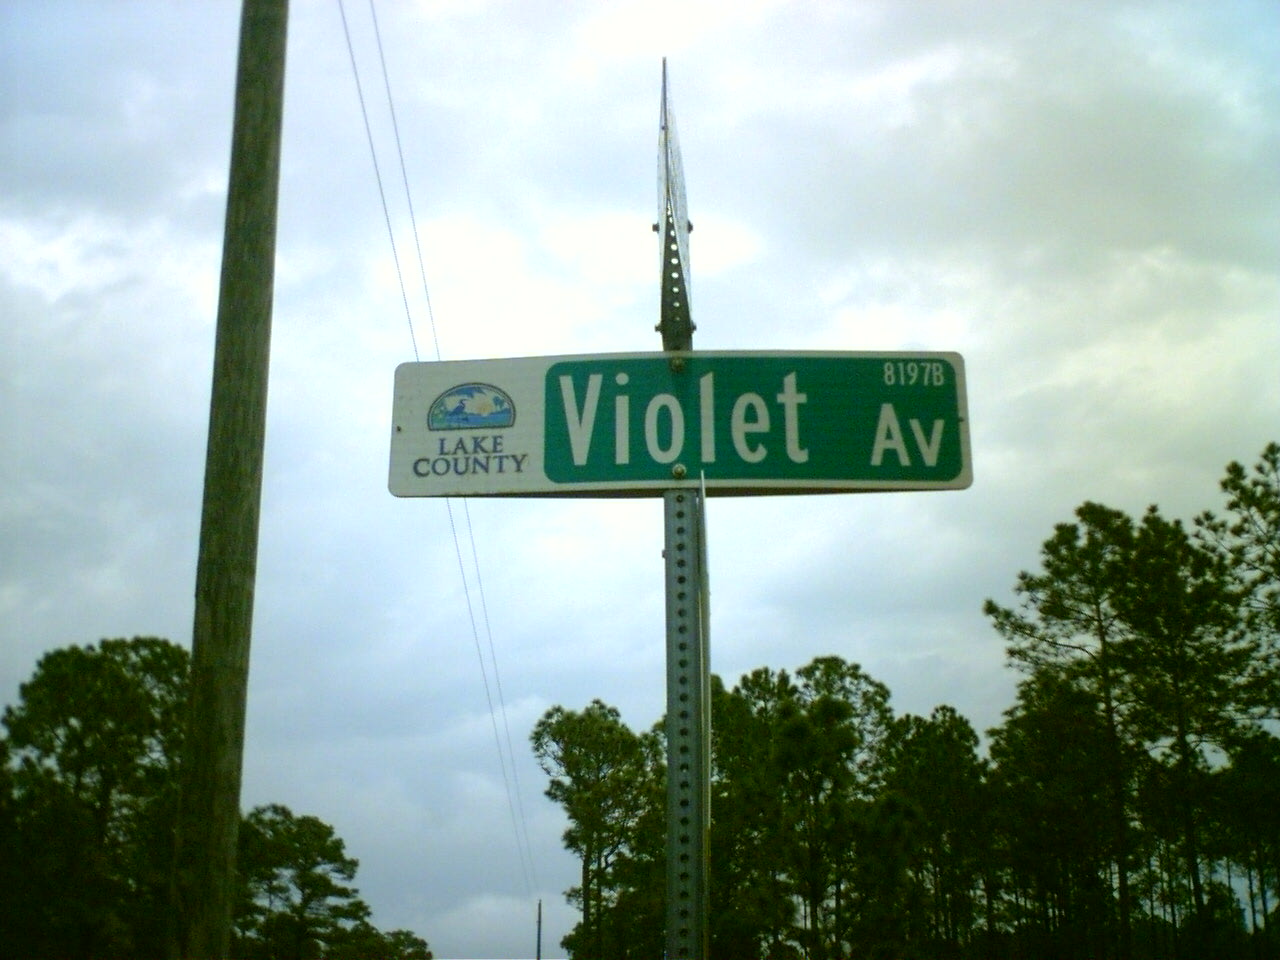 LAKE
COUNTY
Violet
8197B
Av